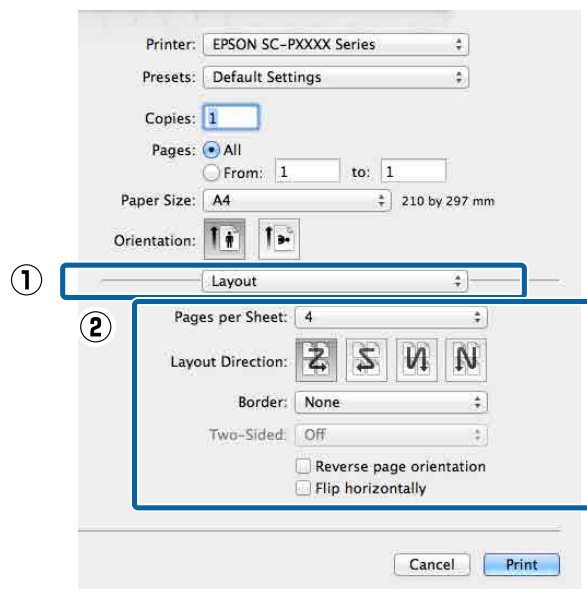 Printer: EPSON SC-PXXXX Series
Presets: Default Settings
Copies: 1
Pages: All
From: 1 to: 1
Paper Size: A4 210 by 297 mm
Orientation:
1 Layout
2
Pages per Sheet: 4
Layout Direction:
Border: None
Two-Sided: Off
Reverse page orientation
Flip horizontally
Cancel Print